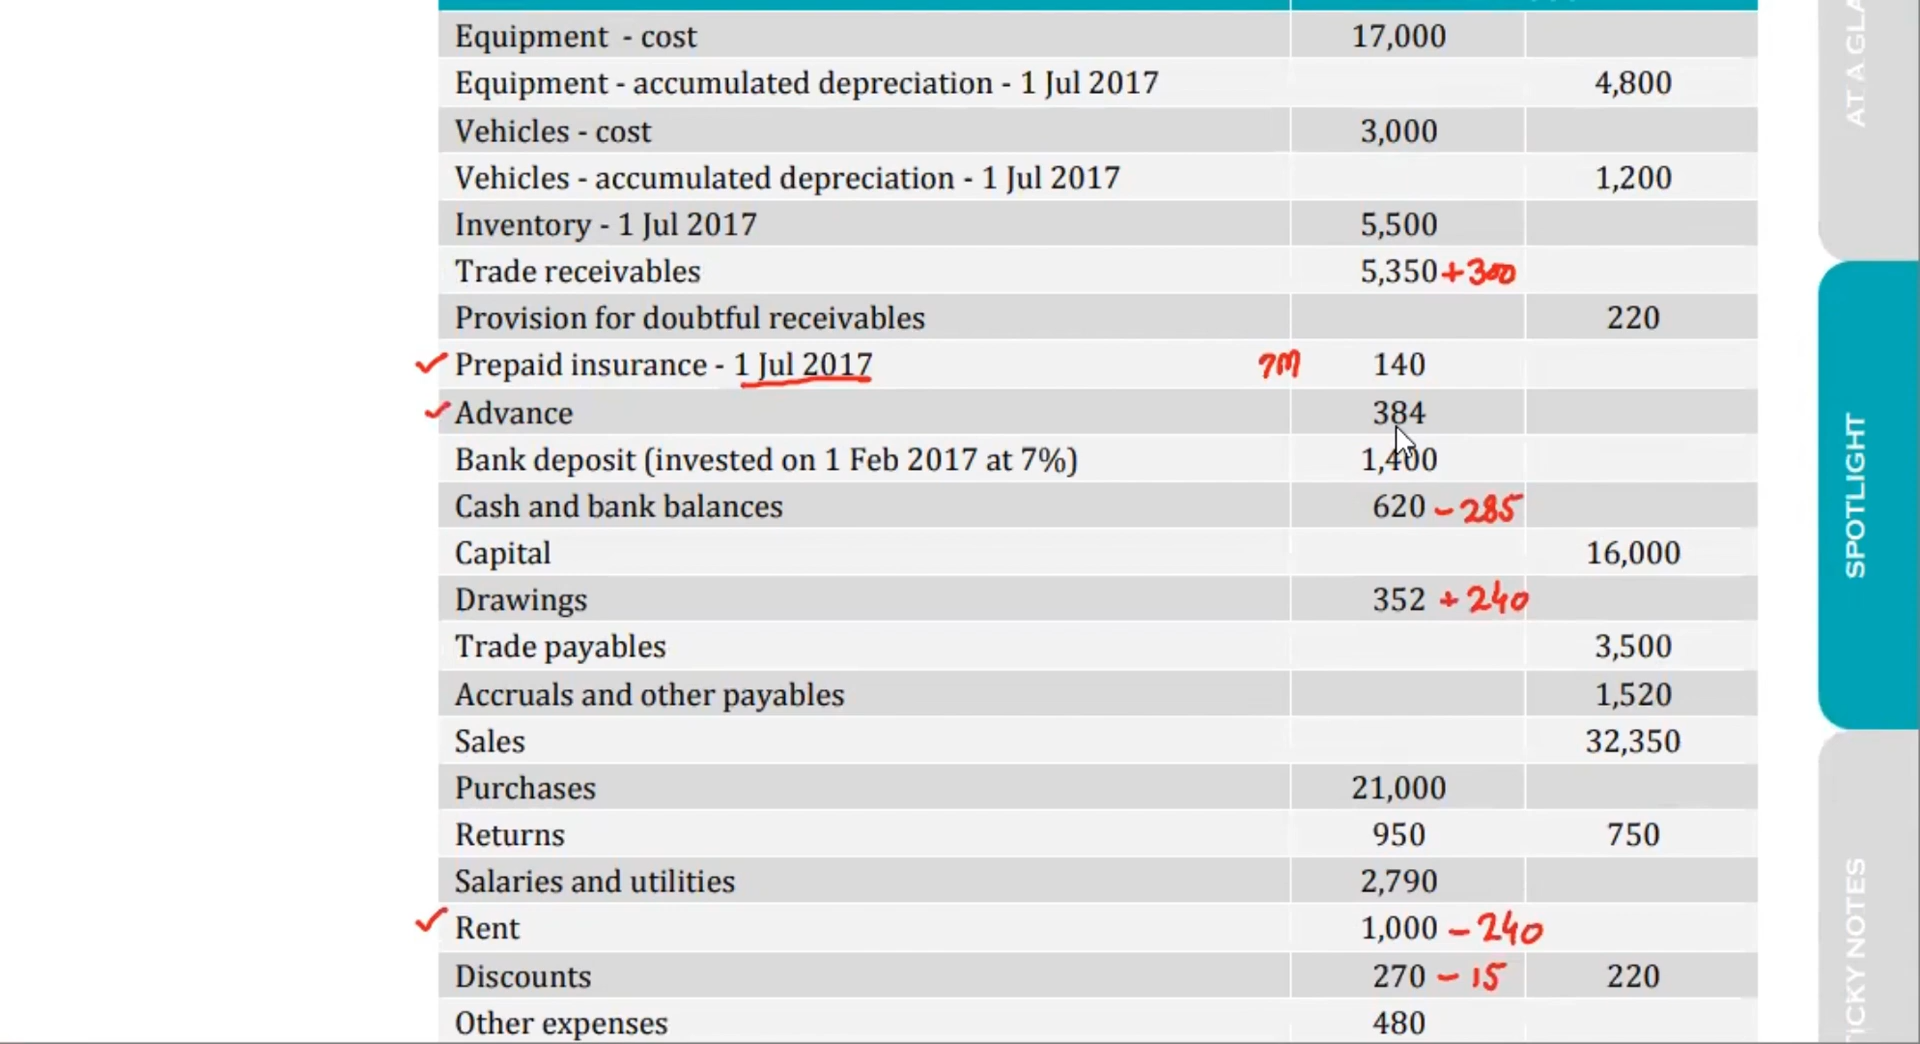 Equipment - cost 17,000
Equipment - accumulated depreciation - 1 Jul 2017 4,800
Vehicles - cost 3,000
Vehicles - accumulated depreciation - 1 Jul 2017 1,200
Inventory - 1 Jul 2017 5,500
Trade receivables 5,350 +300
Provision for doubtful receivables 220
✓ Prepaid insurance - 1 Jul 2017 7M 140
✓ Advance 384
Bank deposit (invested on 1 Feb 2017 at 7%) 1,400
Cash and bank balances 620 - 285
Capital 16,000
Drawings 352 + 240
Trade payables 3,500
Accruals and other payables 1,520
Sales 32,350
Purchases 21,000
Returns 950 750
Salaries and utilities 2,790
✓ Rent 1,000 - 240
Discounts 270 - 15 220
Other expenses 480
AT A GLA
SPOTLIGHT
ICKY NOTES